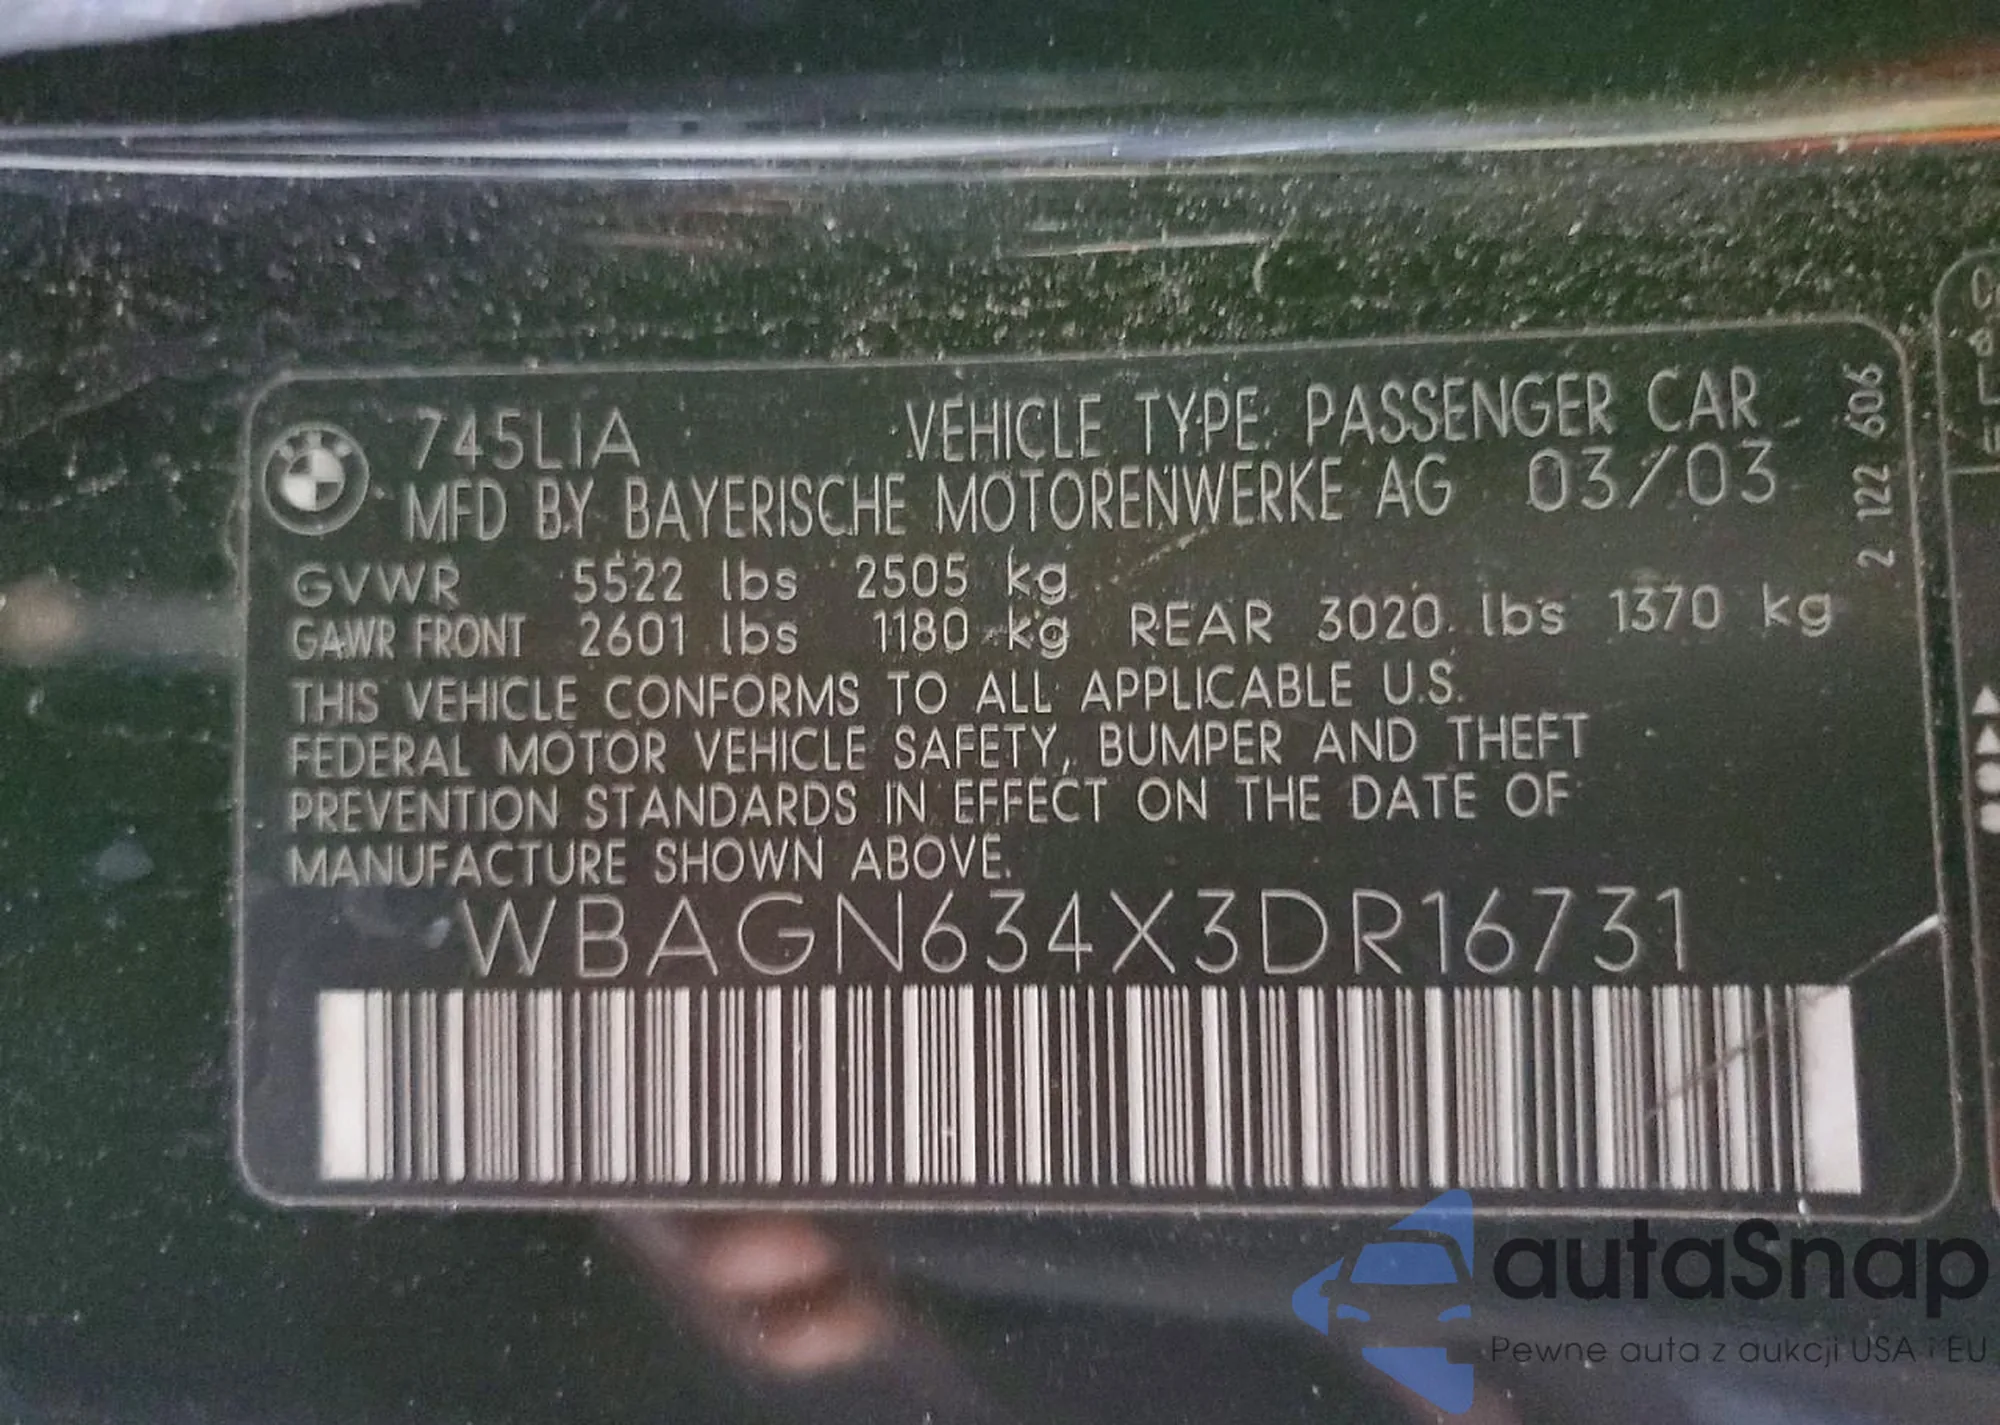 745LiA VEHICLE TYPE: PASSENGER CAR
MFD BY BAYERISCHE MOTORENWERKE AG 03/03
GVWR 5522 lbs 2505 kg
GAWR FRONT 2601 lbs 1180 kg REAR 3020 lbs 1370 kg
THIS VEHICLE CONFORMS TO ALL APPLICABLE U.S.
FEDERAL MOTOR VEHICLE SAFETY, BUMPER AND THEFT
PREVENTION STANDARDS IN EFFECT ON THE DATE OF
MANUFACTURE SHOWN ABOVE.
WBAGN634X3DR16731
2 122 606
autaSnap
Pewne auta z aukcji USA i EU